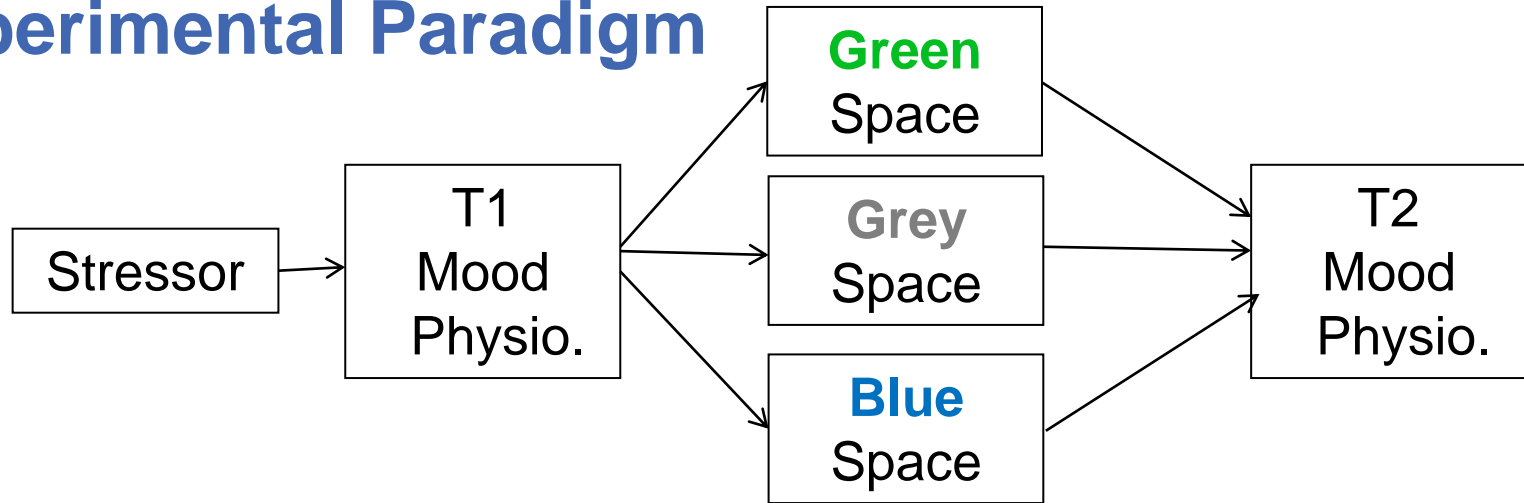 perimental Paradigm
Stressor
T1
Mood
Physio.
Green
Space
Grey
Space
Blue
Space
T2
Mood
Physio.